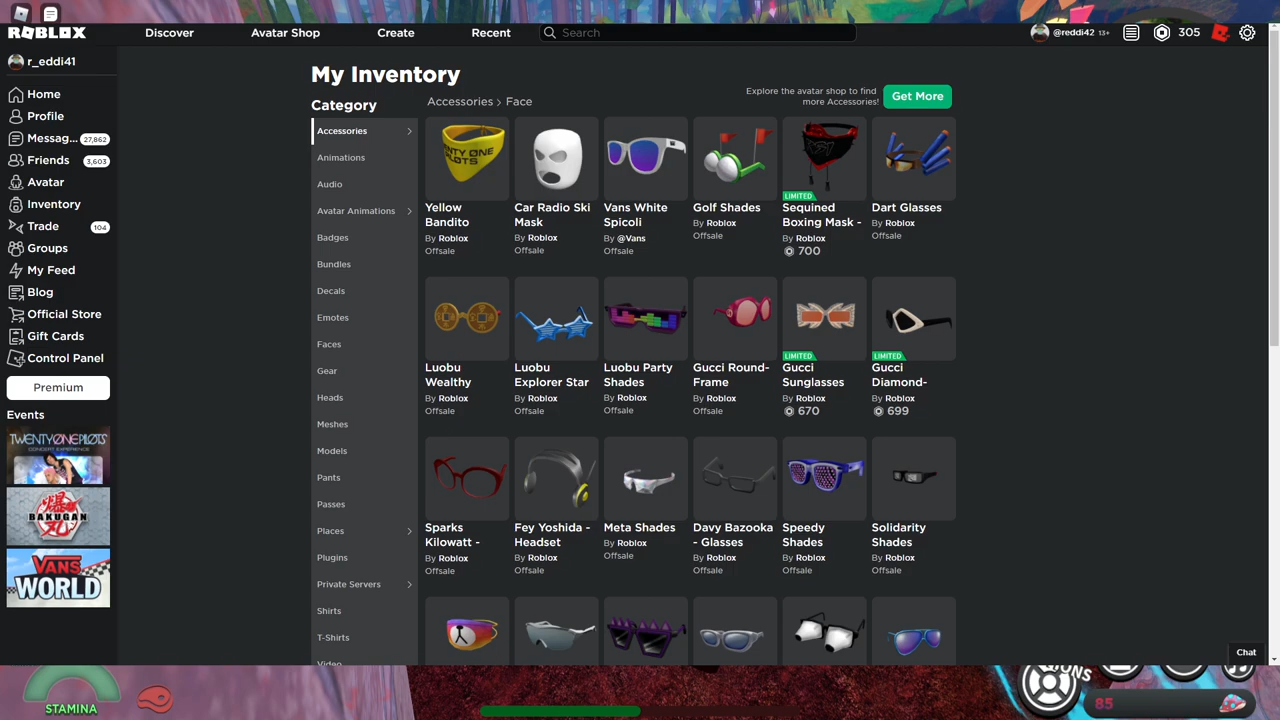 ROBLOX
Discover
Avatar Shop
Create
Recent
Search
@reddi42 13+
305
r_eddi41
Home
Profile
Messag... 27,862
Friends 3,603
Avatar
Inventory
Trade 104
Groups
My Feed
Blog
Official Store
Gift Cards
Control Panel
Premium
Events
TWENTY ONE PILOTS
CONCERT EXPERIENCE
BAKUGAN
VANS
WORLD
My Inventory
Category
Accessories
Animations
Audio
Avatar Animations
Badges
Bundles
Decals
Emotes
Faces
Gear
Heads
Meshes
Models
Pants
Passes
Places
Plugins
Private Servers
Shirts
T-Shirts
Video
Accessories > Face
Explore the avatar shop to find
more Accessories!
Get More
Yellow
Bandito
By Roblox
Offsale
Car Radio Ski
Mask
By Roblox
Offsale
Vans White
Spicoli
By @Vans
Offsale
Golf Shades
By Roblox
Offsale
LIMITED
Sequined
Boxing Mask -
By Roblox
700
Dart Glasses
By Roblox
Offsale
Luobu
Wealthy
By Roblox
Offsale
Luobu
Explorer Star
By Roblox
Offsale
Luobu Party
Shades
By Roblox
Offsale
Gucci Round-
Frame
By Roblox
Offsale
LIMITED
Gucci
Sunglasses
By Roblox
670
LIMITED
Gucci
Diamond-
By Roblox
699
Sparks
Kilowatt -
By Roblox
Offsale
Fey Yoshida -
Headset
By Roblox
Offsale
Meta Shades
By Roblox
Offsale
Davy Bazooka
- Glasses
By Roblox
Offsale
Speedy
Shades
By Roblox
Offsale
Solidarity
Shades
By Roblox
Offsale
Chat
STAMINA
85